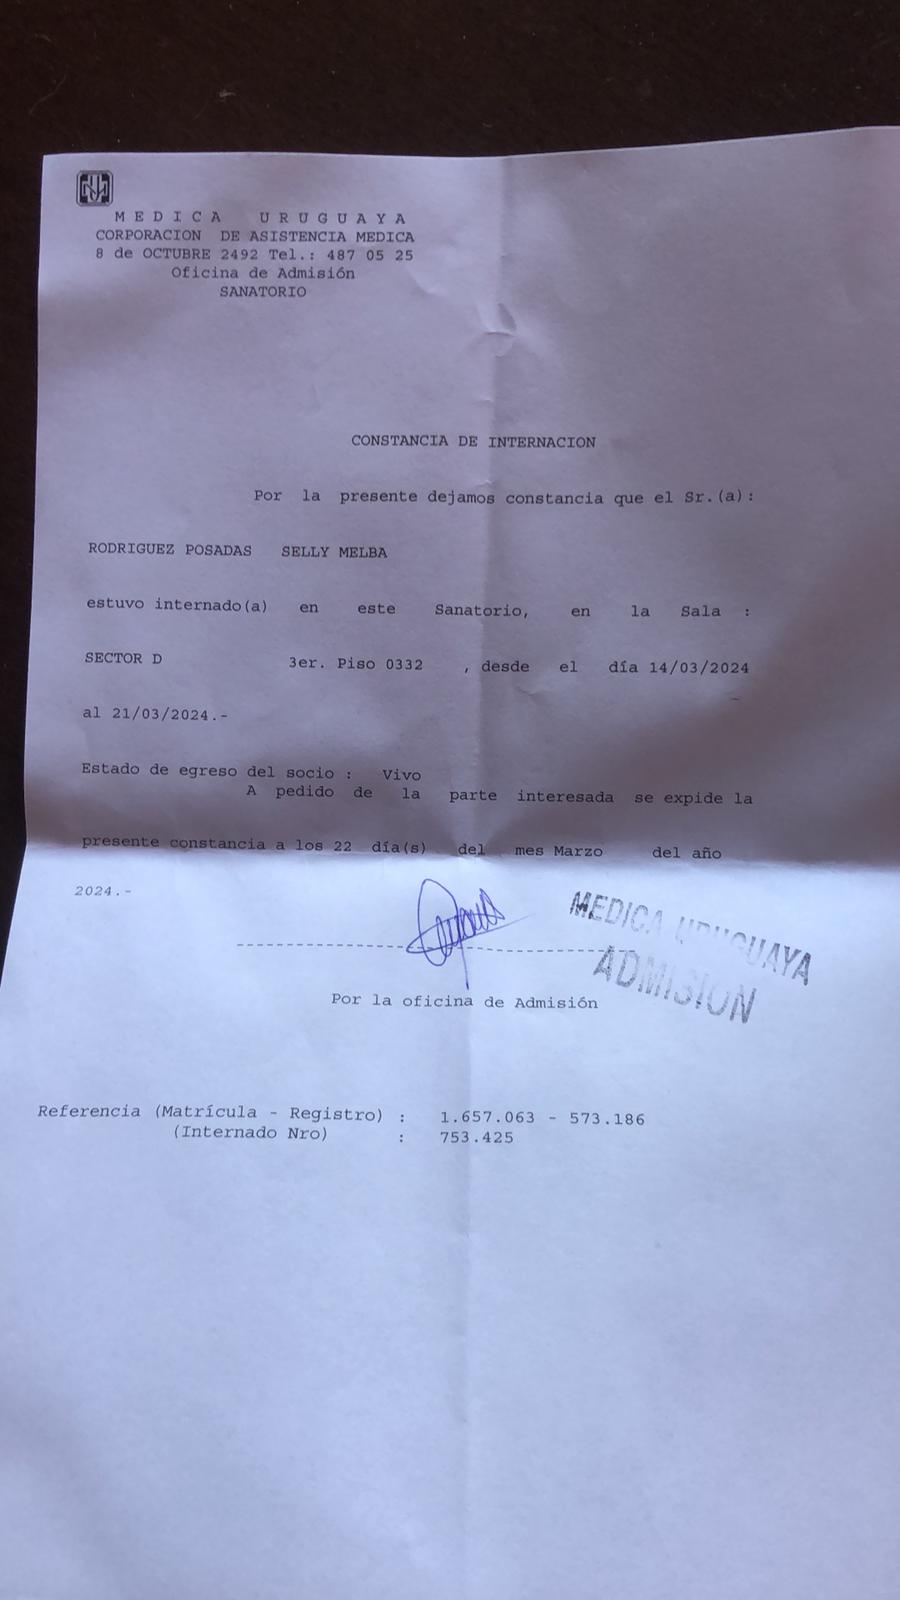 MEDICA URUGUAYA
CORPORACION DE ASISTENCIA MEDICA
8 de OCTUBRE 2492 Tel.: 487 05 25
Oficina de Admisión
SANATORIO
CONSTANCIA DE INTERNACION
Por la presente dejamos constancia que el Sr.(a):
RODRIGUEZ POSADAS SELLY MELBA
estuvo internado(a) en este Sanatorio, en la Sala :
SECTOR D 3er. Piso 0332 , desde el día 14/03/2024
al 21/03/2024.-
Estado de egreso del socio : Vivo
A pedido de la parte interesada se expide la
presente constancia a los 22 día(s) del mes Marzo del año
2024.-
MEDICA URUGUAYA
ADMISION
Por la oficina de Admisión
Referencia (Matrícula - Registro) : 1.657.063 - 573.186
(Internado Nro) : 753.425